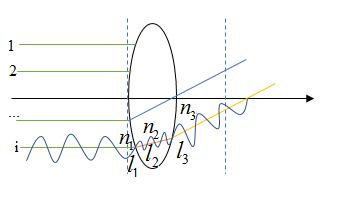 1
2
...
i
n₁ n₂ n₃
l₁ l₂ l₃